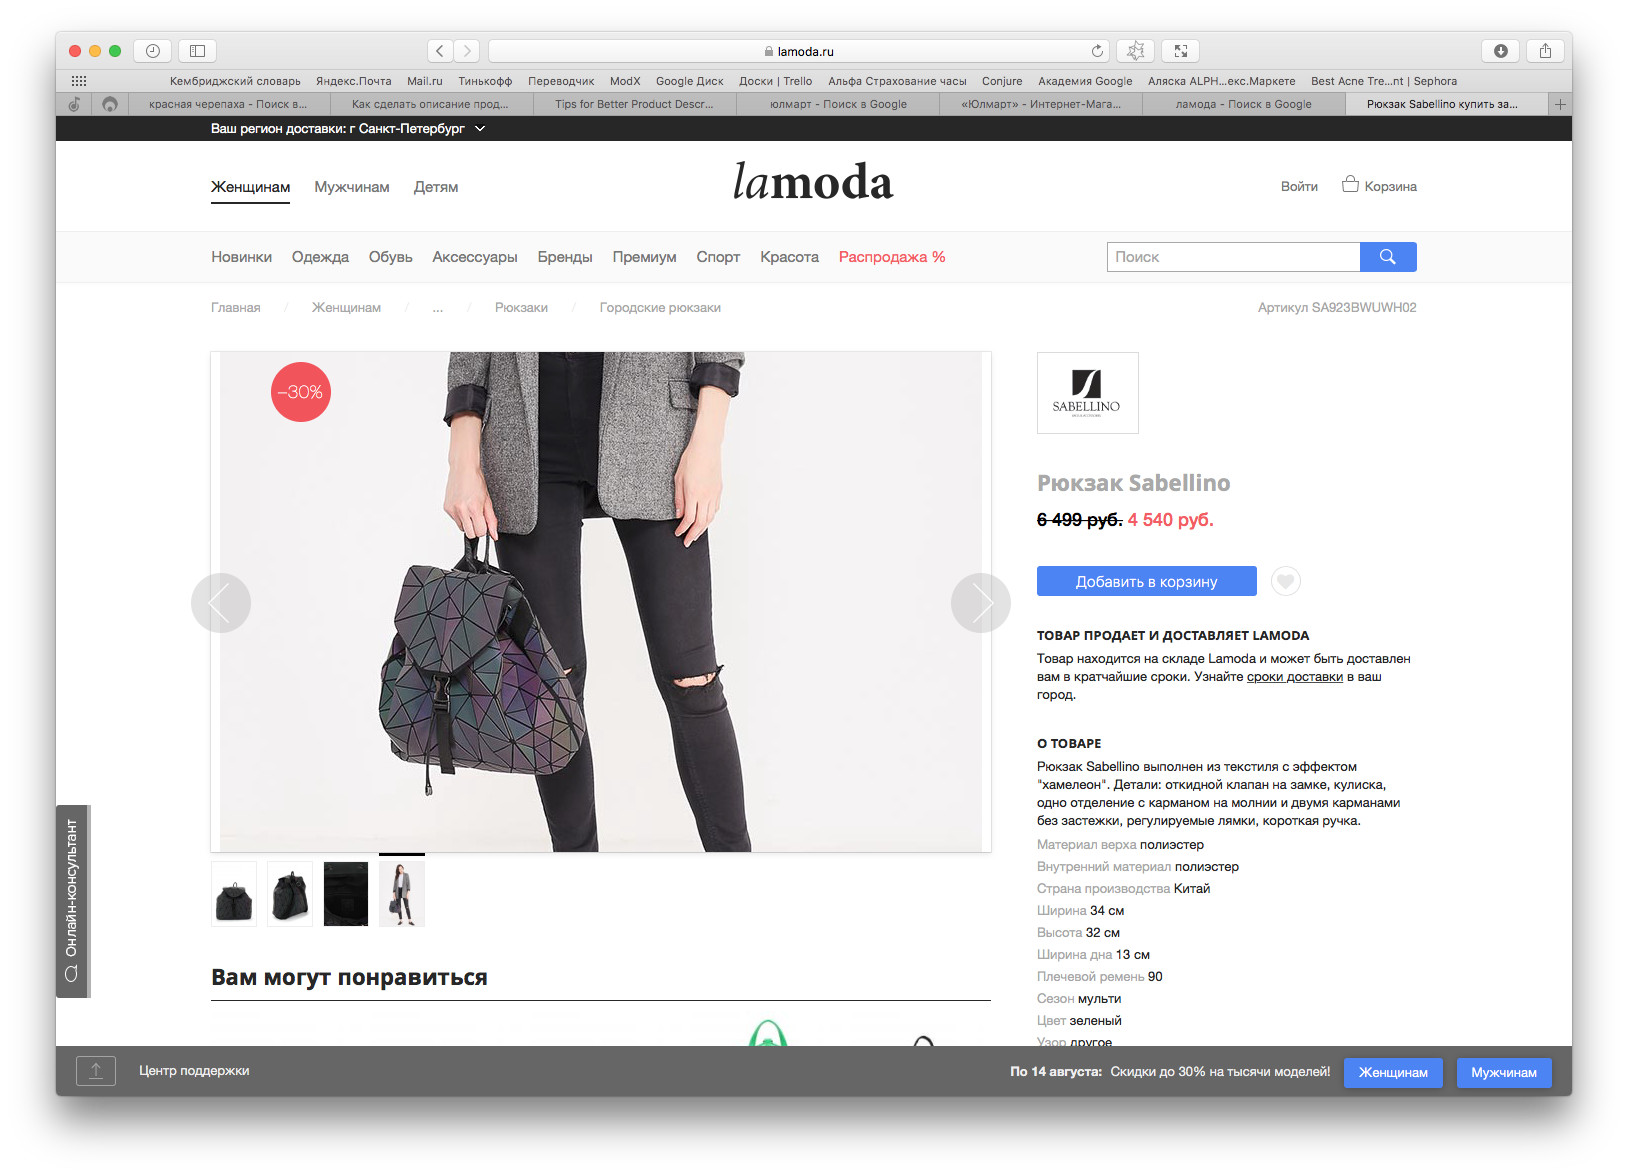 lamoda.ru
Кембриджский словарь Яндекс.Почта Mail.ru Тинькофф Переводчик ModX Google Диск Доски | Trello Альфа Страхование часы Conjure Академия Google Аляска ALPH...екс.Маркете Best Acne Tre...nt | Sephora
красная черепаха - Поиск в... Как сделать описание прод... Tips for Better Product Descr... юлмарт - Поиск в Google «Юлмарт» - Интернет-Мага... ламода - Поиск в Google Рюкзак Sabellino купить за...
Ваш регион доставки: г Санкт-Петербург
Женщинам Мужчинам Детям
lamoda
Войти Корзина
Новинки Одежда Обувь Аксессуары Бренды Премиум Спорт Красота Распродажа %
Поиск
Главная / Женщинам / ... / Рюкзаки / Городские рюкзаки
Артикул SA923BWUWH02
–30%
SABELLINO
Рюкзак Sabellino
6 499 руб. 4 540 руб.
Добавить в корзину
ТОВАР ПРОДАЕТ И ДОСТАВЛЯЕТ LAMODA
Товар находится на складе Lamoda и может быть доставлен
вам в кратчайшие сроки. Узнайте сроки доставки в ваш
город.
О ТОВАРЕ
Рюкзак Sabellino выполнен из текстиля с эффектом
"хамелеон". Детали: откидной клапан на замке, кулиска,
одно отделение с карманом на молнии и двумя карманами
без застежки, регулируемые лямки, короткая ручка.
Материал верха полиэстер
Внутренний материал полиэстер
Страна производства Китай
Ширина 34 см
Высота 32 см
Ширина дна 13 см
Плечевой ремень 90
Сезон мульти
Цвет зеленый
Узор другое
Онлайн-консультант
Вам могут понравиться
Центр поддержки
По 14 августа: Скидки до 30% на тысячи моделей!
Женщинам
Мужчинам